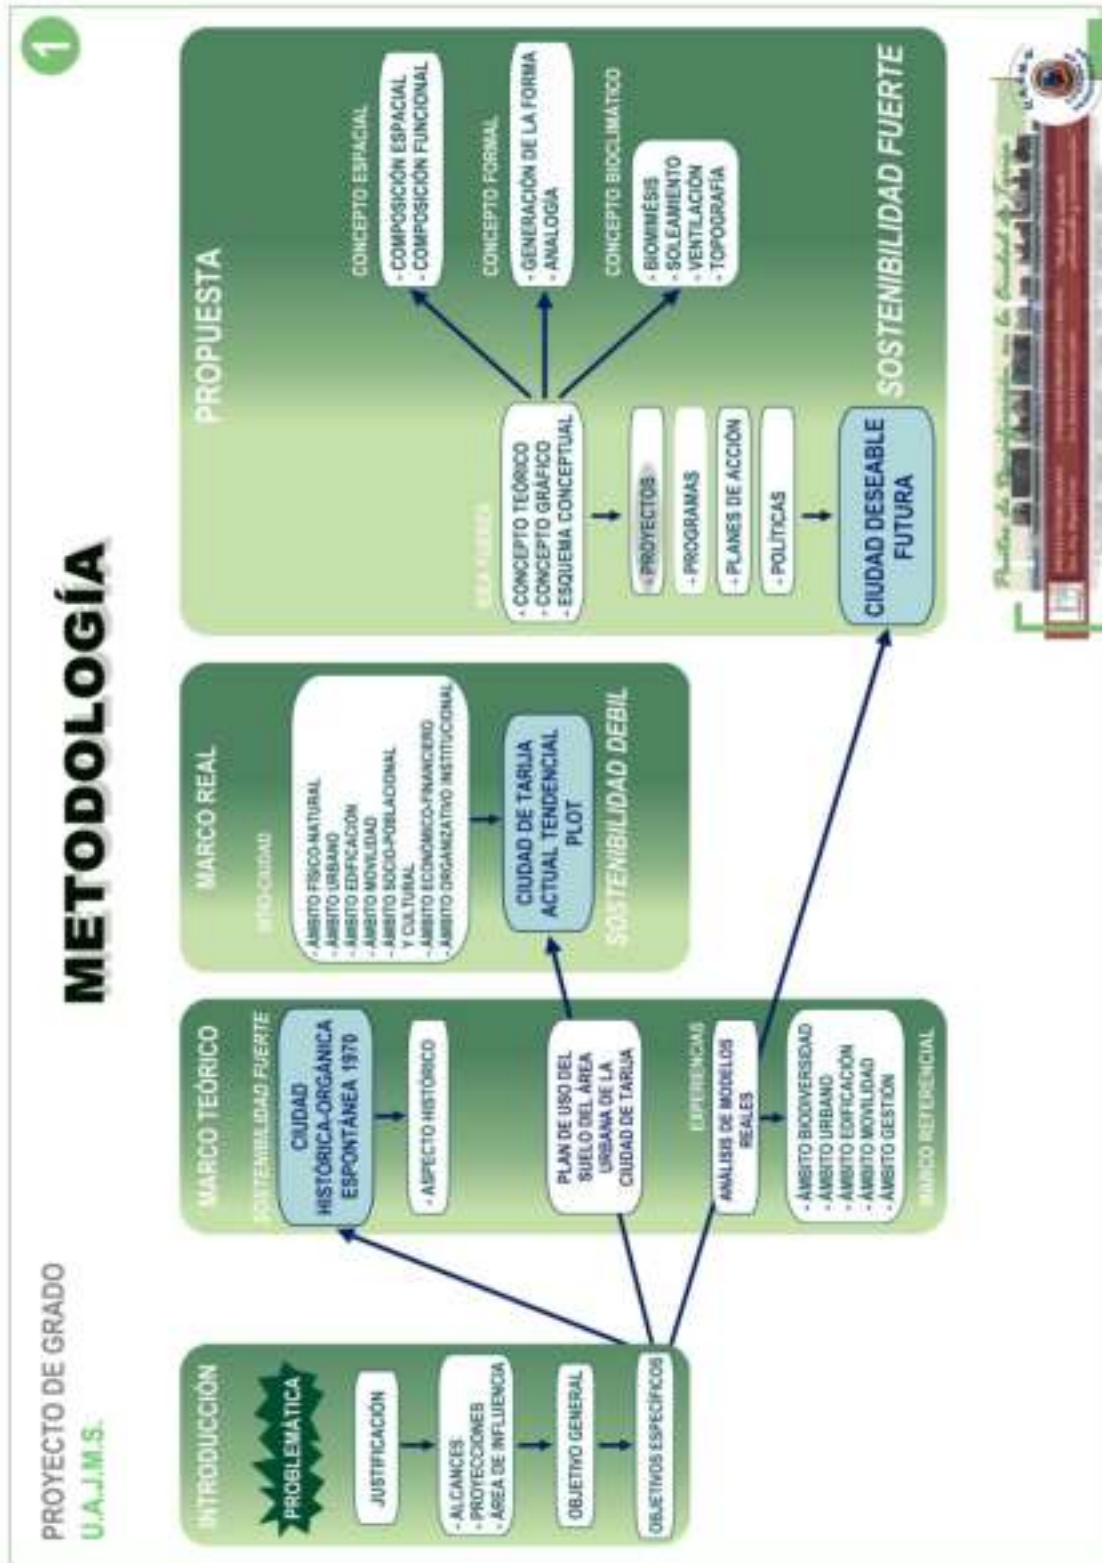 PROYECTO DE GRADO
U.A.J.M.S.
METODOLOGÍA
1
INTRODUCCIÓN
PROBLEMÁTICA
JUSTIFICACIÓN
- ALCANCES:
- PROYECCIONES
- ÁREA DE INFLUENCIA
OBJETIVO GENERAL
OBJETIVOS ESPECÍFICOS
MARCO TEÓRICO
SOSTENIBILIDAD FUERTE
CIUDAD
HISTÓRICA-ORGÁNICA
ESPONTÁNEA 1970
- ASPECTO HISTÓRICO
PLAN DE USO DEL
SUELO DEL ÁREA
URBANA DE LA
CIUDAD DE TARIJA
EXPERIENCIAS
ANÁLISIS DE MODELOS
REALES
- ÁMBITO BIODIVERSIDAD
- ÁMBITO URBANO
- ÁMBITO EDIFICACIÓN
- ÁMBITO MOVILIDAD
- ÁMBITO GESTIÓN
MARCO REFERENCIAL
MARCO REAL
- ÁMBITO FÍSICO-NATURAL
- ÁMBITO URBANO
- ÁMBITO EDIFICACIÓN
- ÁMBITO MOVILIDAD
- ÁMBITO SOCIO-POBLACIONAL
Y CULTURAL
- ÁMBITO ECONÓMICO-FINANCIERO
- ÁMBITO ORGANIZATIVO INSTITUCIONAL
CIUDAD DE TARIJA
ACTUAL TENDENCIAL
PLOT
SOSTENIBILIDAD DEBIL
PROPUESTA
- CONCEPTO TEÓRICO
- CONCEPTO GRÁFICO
- ESQUEMA CONCEPTUAL
- PROYECTOS
- PROGRAMAS
- PLANES DE ACCIÓN
- POLÍTICAS
CIUDAD DESEABLE
FUTURA
CONCEPTO ESPACIAL
- COMPOSICIÓN ESPACIAL
- COMPOSICIÓN FUNCIONAL
CONCEPTO FORMAL
- GENERACIÓN DE LA FORMA
- ANALOGÍA
CONCEPTO BIOCLIMÁTICO
- BIOMIMÉSIS
- SOLEAMIENTO
- VENTILACIÓN
- TOPOGRAFÍA
SOSTENIBILIDAD FUERTE